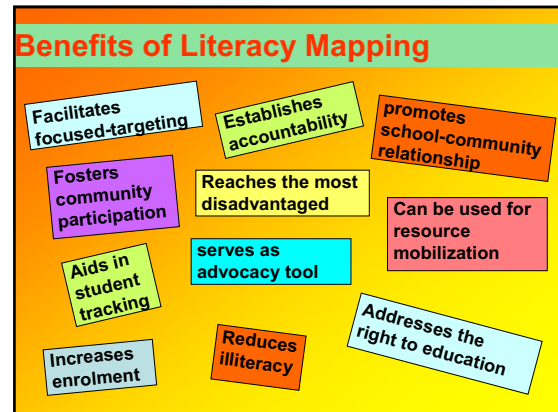 Benefits of Literacy Mapping
Facilitates
focused-targeting
Establishes
accountability
promotes
school-community
relationship
Fosters
community
participation
Reaches the most
disadvantaged
Can be used for
resource
mobilization
Aids in
student
tracking
serves as
advocacy tool
Addresses the
right to education
Increases
enrolment
Reduces
illiteracy